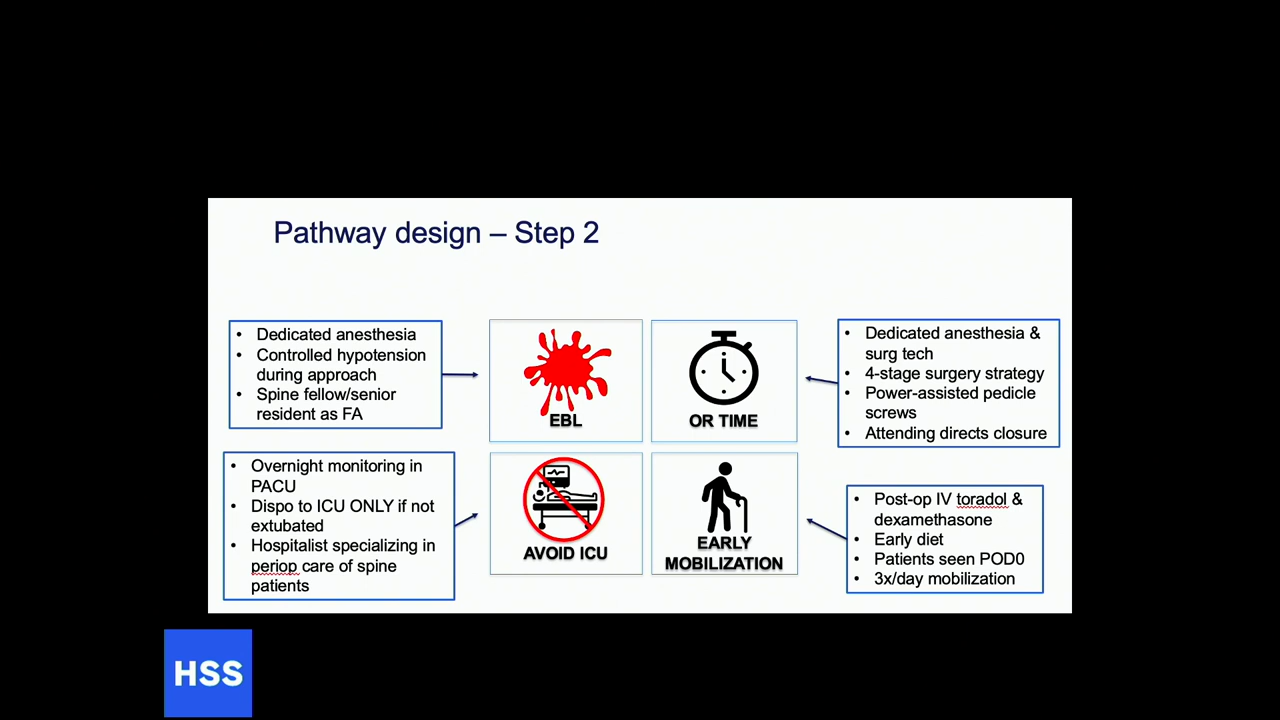 Pathway design – Step 2
• Dedicated anesthesia
• Controlled hypotension
during approach
• Spine fellow/senior
resident as FA
EBL
OR TIME
• Dedicated anesthesia &
surg tech
• 4-stage surgery strategy
• Power-assisted pedicle
screws
• Attending directs closure
• Overnight monitoring in
PACU
• Dispo to ICU ONLY if not
extubated
• Hospitalist specializing in
periop care of spine
patients
AVOID ICU
EARLY
MOBILIZATION
• Post-op IV toradol &
dexamethasone
• Early diet
• Patients seen POD0
• 3x/day mobilization
HSS